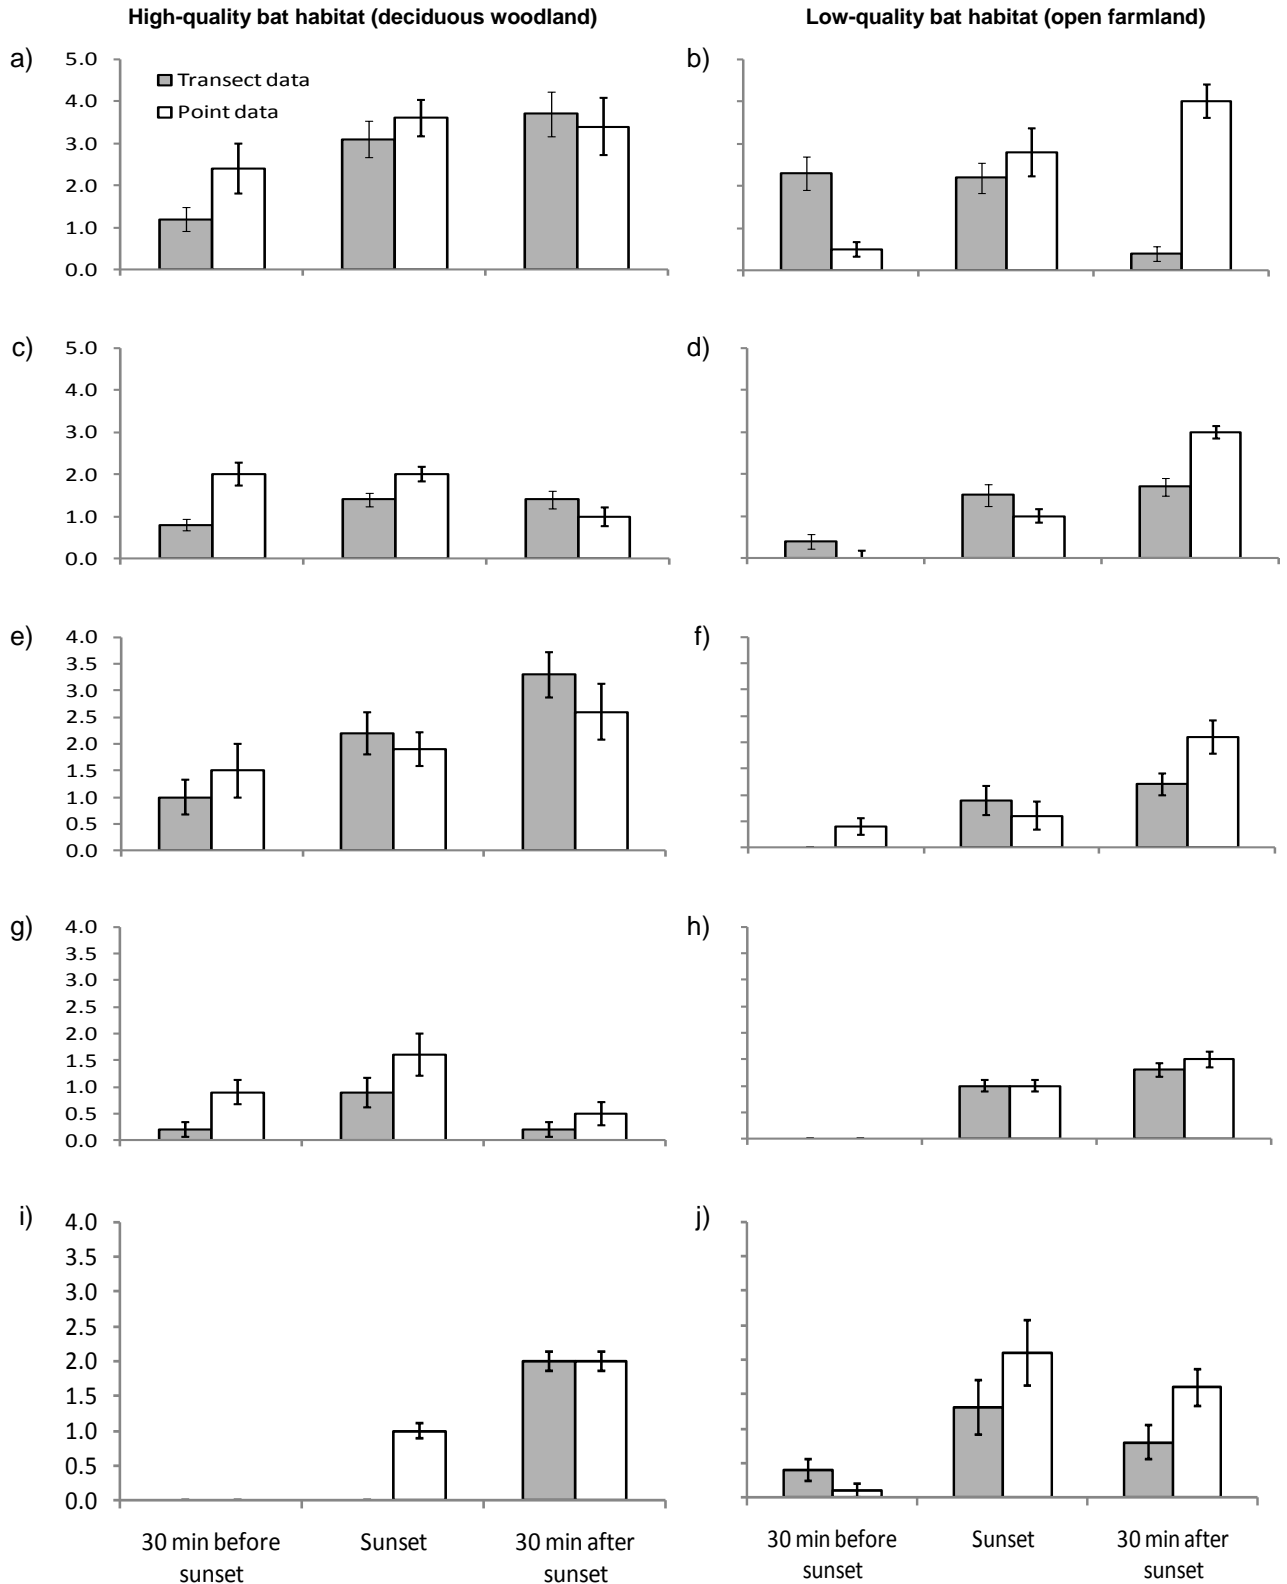 High-quality bat habitat (deciduous woodland)
Low-quality bat habitat (open farmland)
a)
5.0
4.0
3.0
2.0
1.0
0.0
Transect data
Point data
b)
c)
5.0
4.0
3.0
2.0
1.0
0.0
d)
e)
4.0
3.5
3.0
2.5
2.0
1.5
1.0
0.5
0.0
f)
g)
4.0
3.5
3.0
2.5
2.0
1.5
1.0
0.5
0.0
h)
i)
4.0
3.5
3.0
2.5
2.0
1.5
1.0
0.5
0.0
30 min before
sunset
Sunset
30 min after
sunset
j)
30 min before
sunset
Sunset
30 min after
sunset